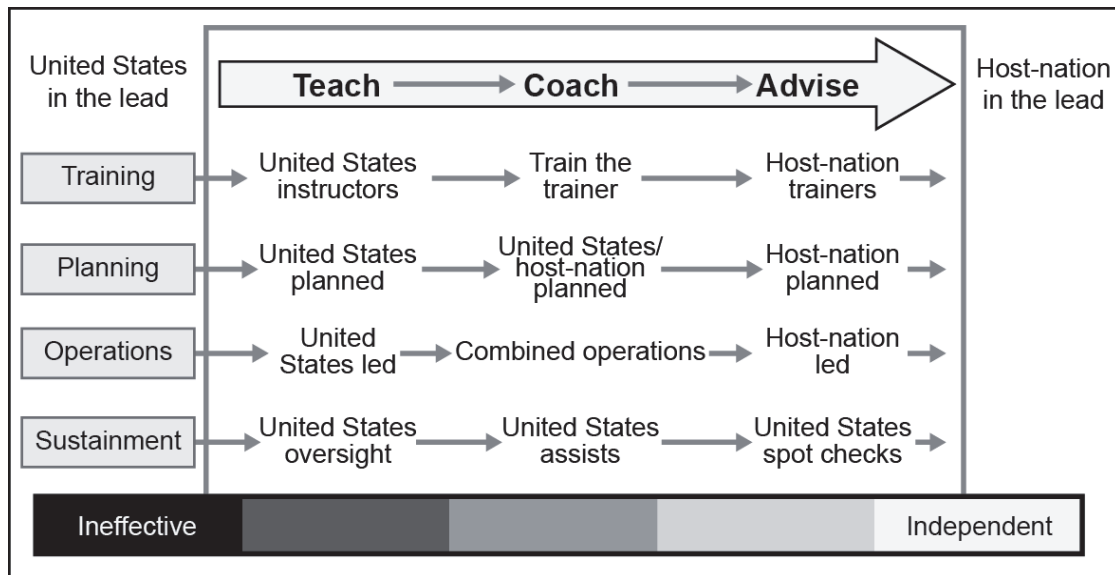 United States
in the lead
Teach
Coach
Advise
Host-nation
in the lead
Training
United States
instructors
Train the
trainer
Host-nation
trainers
Planning
United States
planned
United States/
host-nation
planned
Host-nation
planned
Operations
United
States led
Combined operations
Host-nation
led
Sustainment
United States
oversight
United States
assists
United States
spot checks
Ineffective
Independent